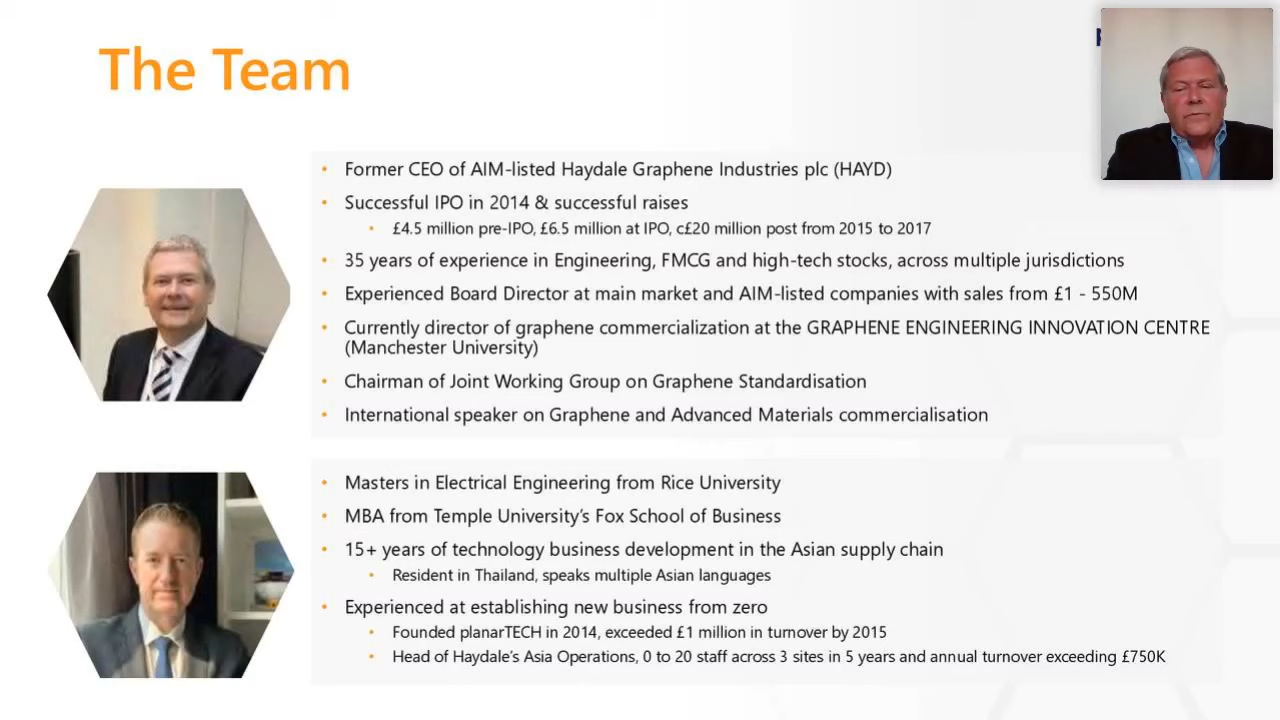 The Team
• Former CEO of AIM-listed Haydale Graphene Industries plc (HAYD)
• Successful IPO in 2014 & successful raises
• £4.5 million pre-IPO, £6.5 million at IPO, c£20 million post from 2015 to 2017
• 35 years of experience in Engineering, FMCG and high-tech stocks, across multiple jurisdictions
• Experienced Board Director at main market and AIM-listed companies with sales from £1 - 550M
• Currently director of graphene commercialization at the GRAPHENE ENGINEERING INNOVATION CENTRE
(Manchester University)
• Chairman of Joint Working Group on Graphene Standardisation
• International speaker on Graphene and Advanced Materials commercialisation
• Masters in Electrical Engineering from Rice University
• MBA from Temple University's Fox School of Business
• 15+ years of technology business development in the Asian supply chain
• Resident in Thailand, speaks multiple Asian languages
• Experienced at establishing new business from zero
• Founded planarTECH in 2014, exceeded £1 million in turnover by 2015
• Head of Haydale's Asia Operations, 0 to 20 staff across 3 sites in 5 years and annual turnover exceeding £750K